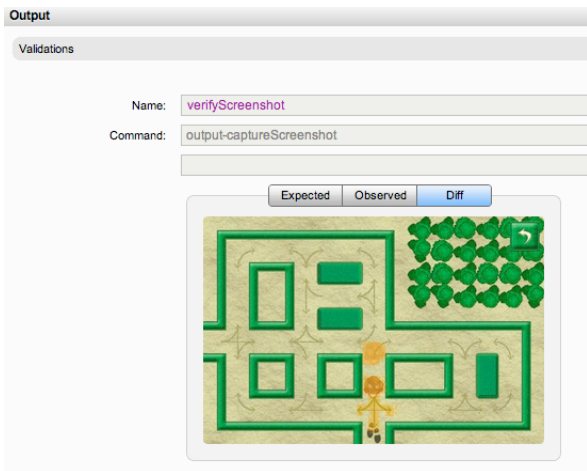 Output
Validations
Name: verifyScreenshot
Command: output-captureScreenshot
Expected Observed Diff